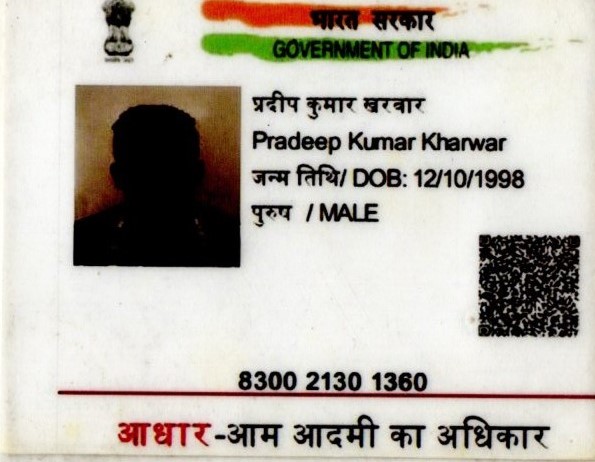 भारत सरकार
GOVERNMENT OF INDIA
प्रदीप कुमार खरवार
Pradeep Kumar Kharwar
जन्म तिथि/ DOB: 12/10/1998
पुरुष / MALE
8300 2130 1360
आधार-आम आदमी का अधिकार